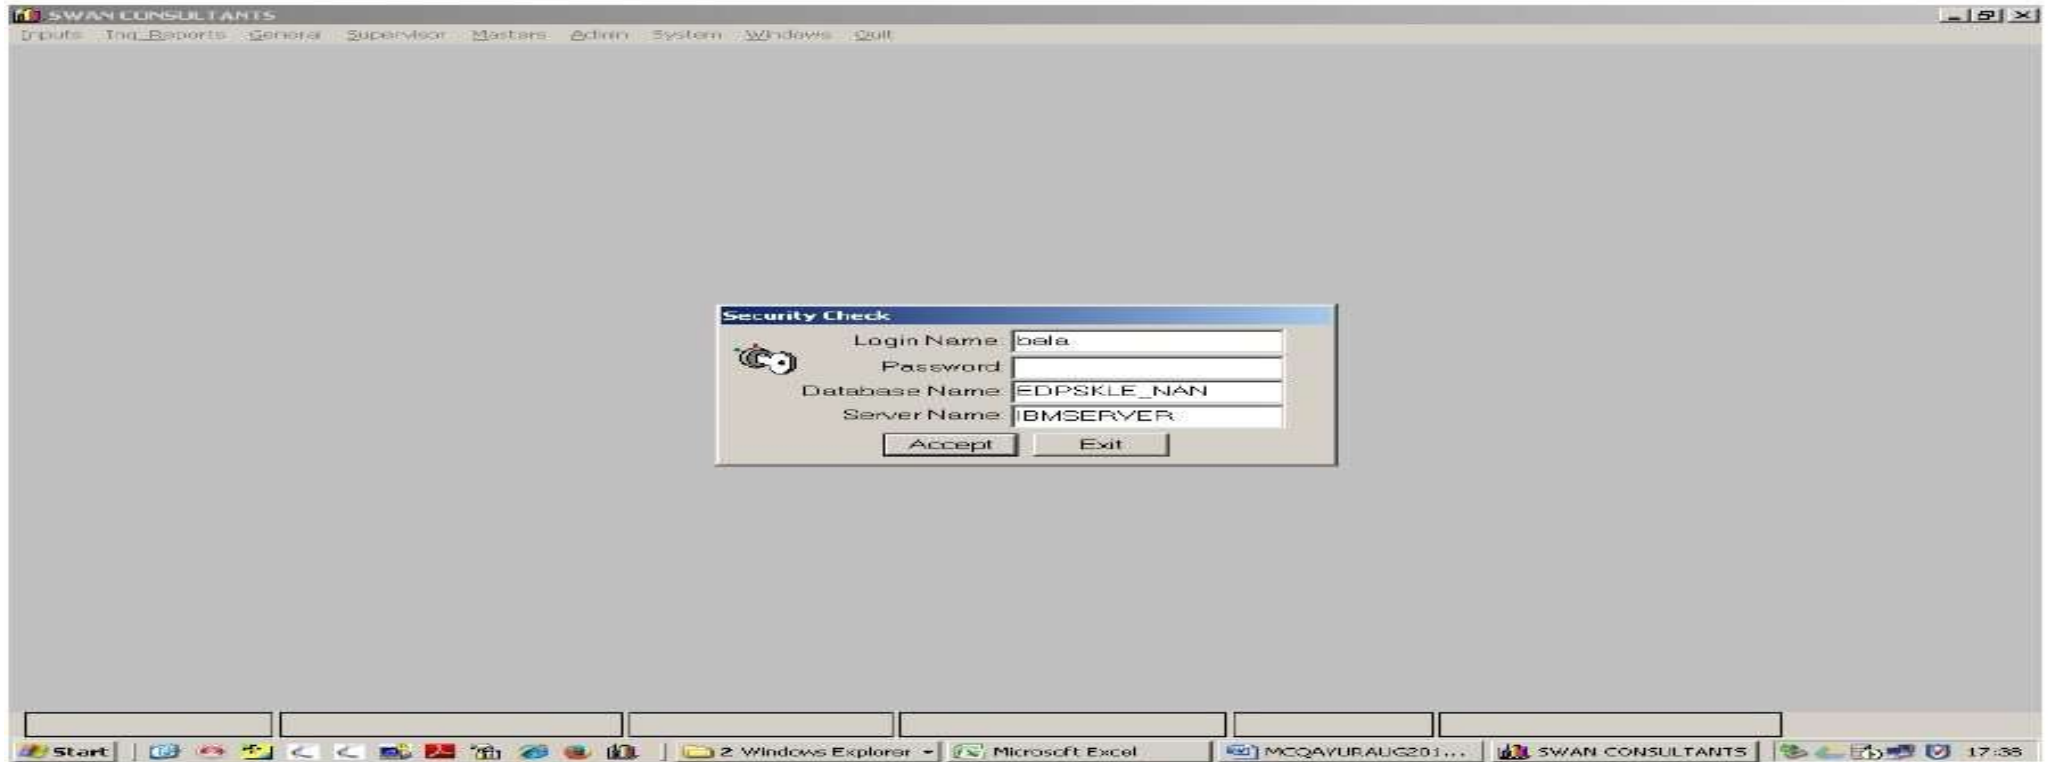 SWAN CONSULTANTS
Inputs Inq_Reports General Supervisor Masters Admin System Windows Quit
Security Check
Login Name bala
Password
Database Name EDPSKLE_NAN
Server Name IBMSERVER
Accept Exit
Start 2 Windows Explorer Microsoft Excel MCQAYURAUG201... SWAN CONSULTANTS 17:38